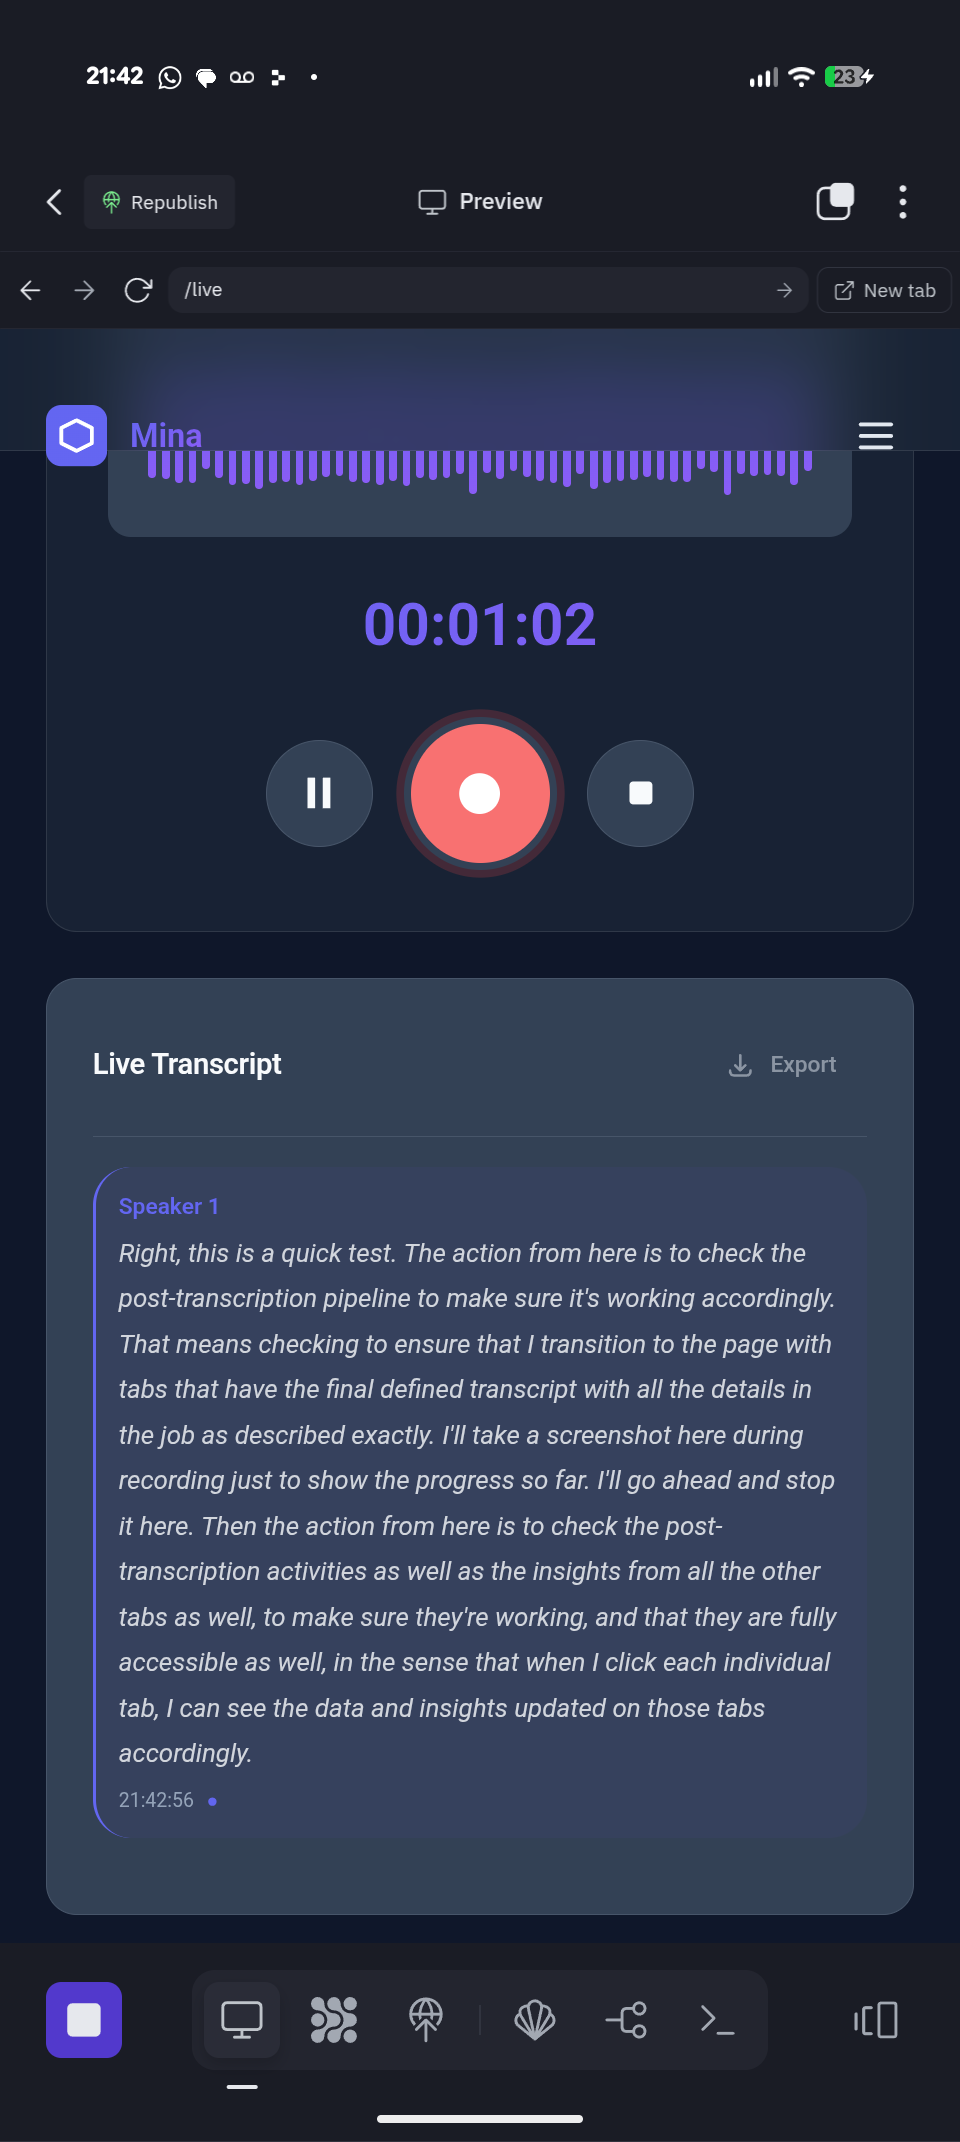 21:42
23
Republish
Preview
/live
New tab
Mina
00:01:02
Live Transcript
Export
Speaker 1
Right, this is a quick test. The action from here is to check the
post-transcription pipeline to make sure it's working accordingly.
That means checking to ensure that I transition to the page with
tabs that have the final defined transcript with all the details in
the job as described exactly. I'll take a screenshot here during
recording just to show the progress so far. I'll go ahead and stop
it here. Then the action from here is to check the post-
transcription activities as well as the insights from all the other
tabs as well, to make sure they're working, and that they are fully
accessible as well, in the sense that when I click each individual
tab, I can see the data and insights updated on those tabs
accordingly.
21:42:56